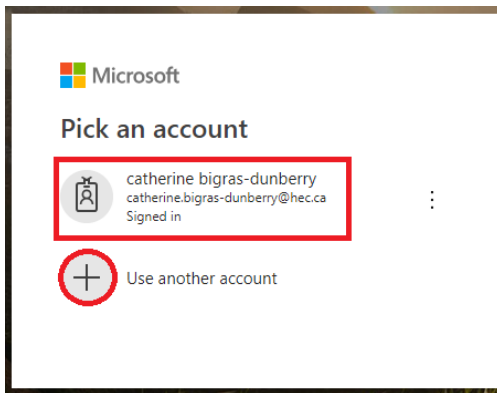 Microsoft
Pick an account
catherine bigras-dunberry
catherine.bigras-dunberry@hec.ca
Signed in
Use another account